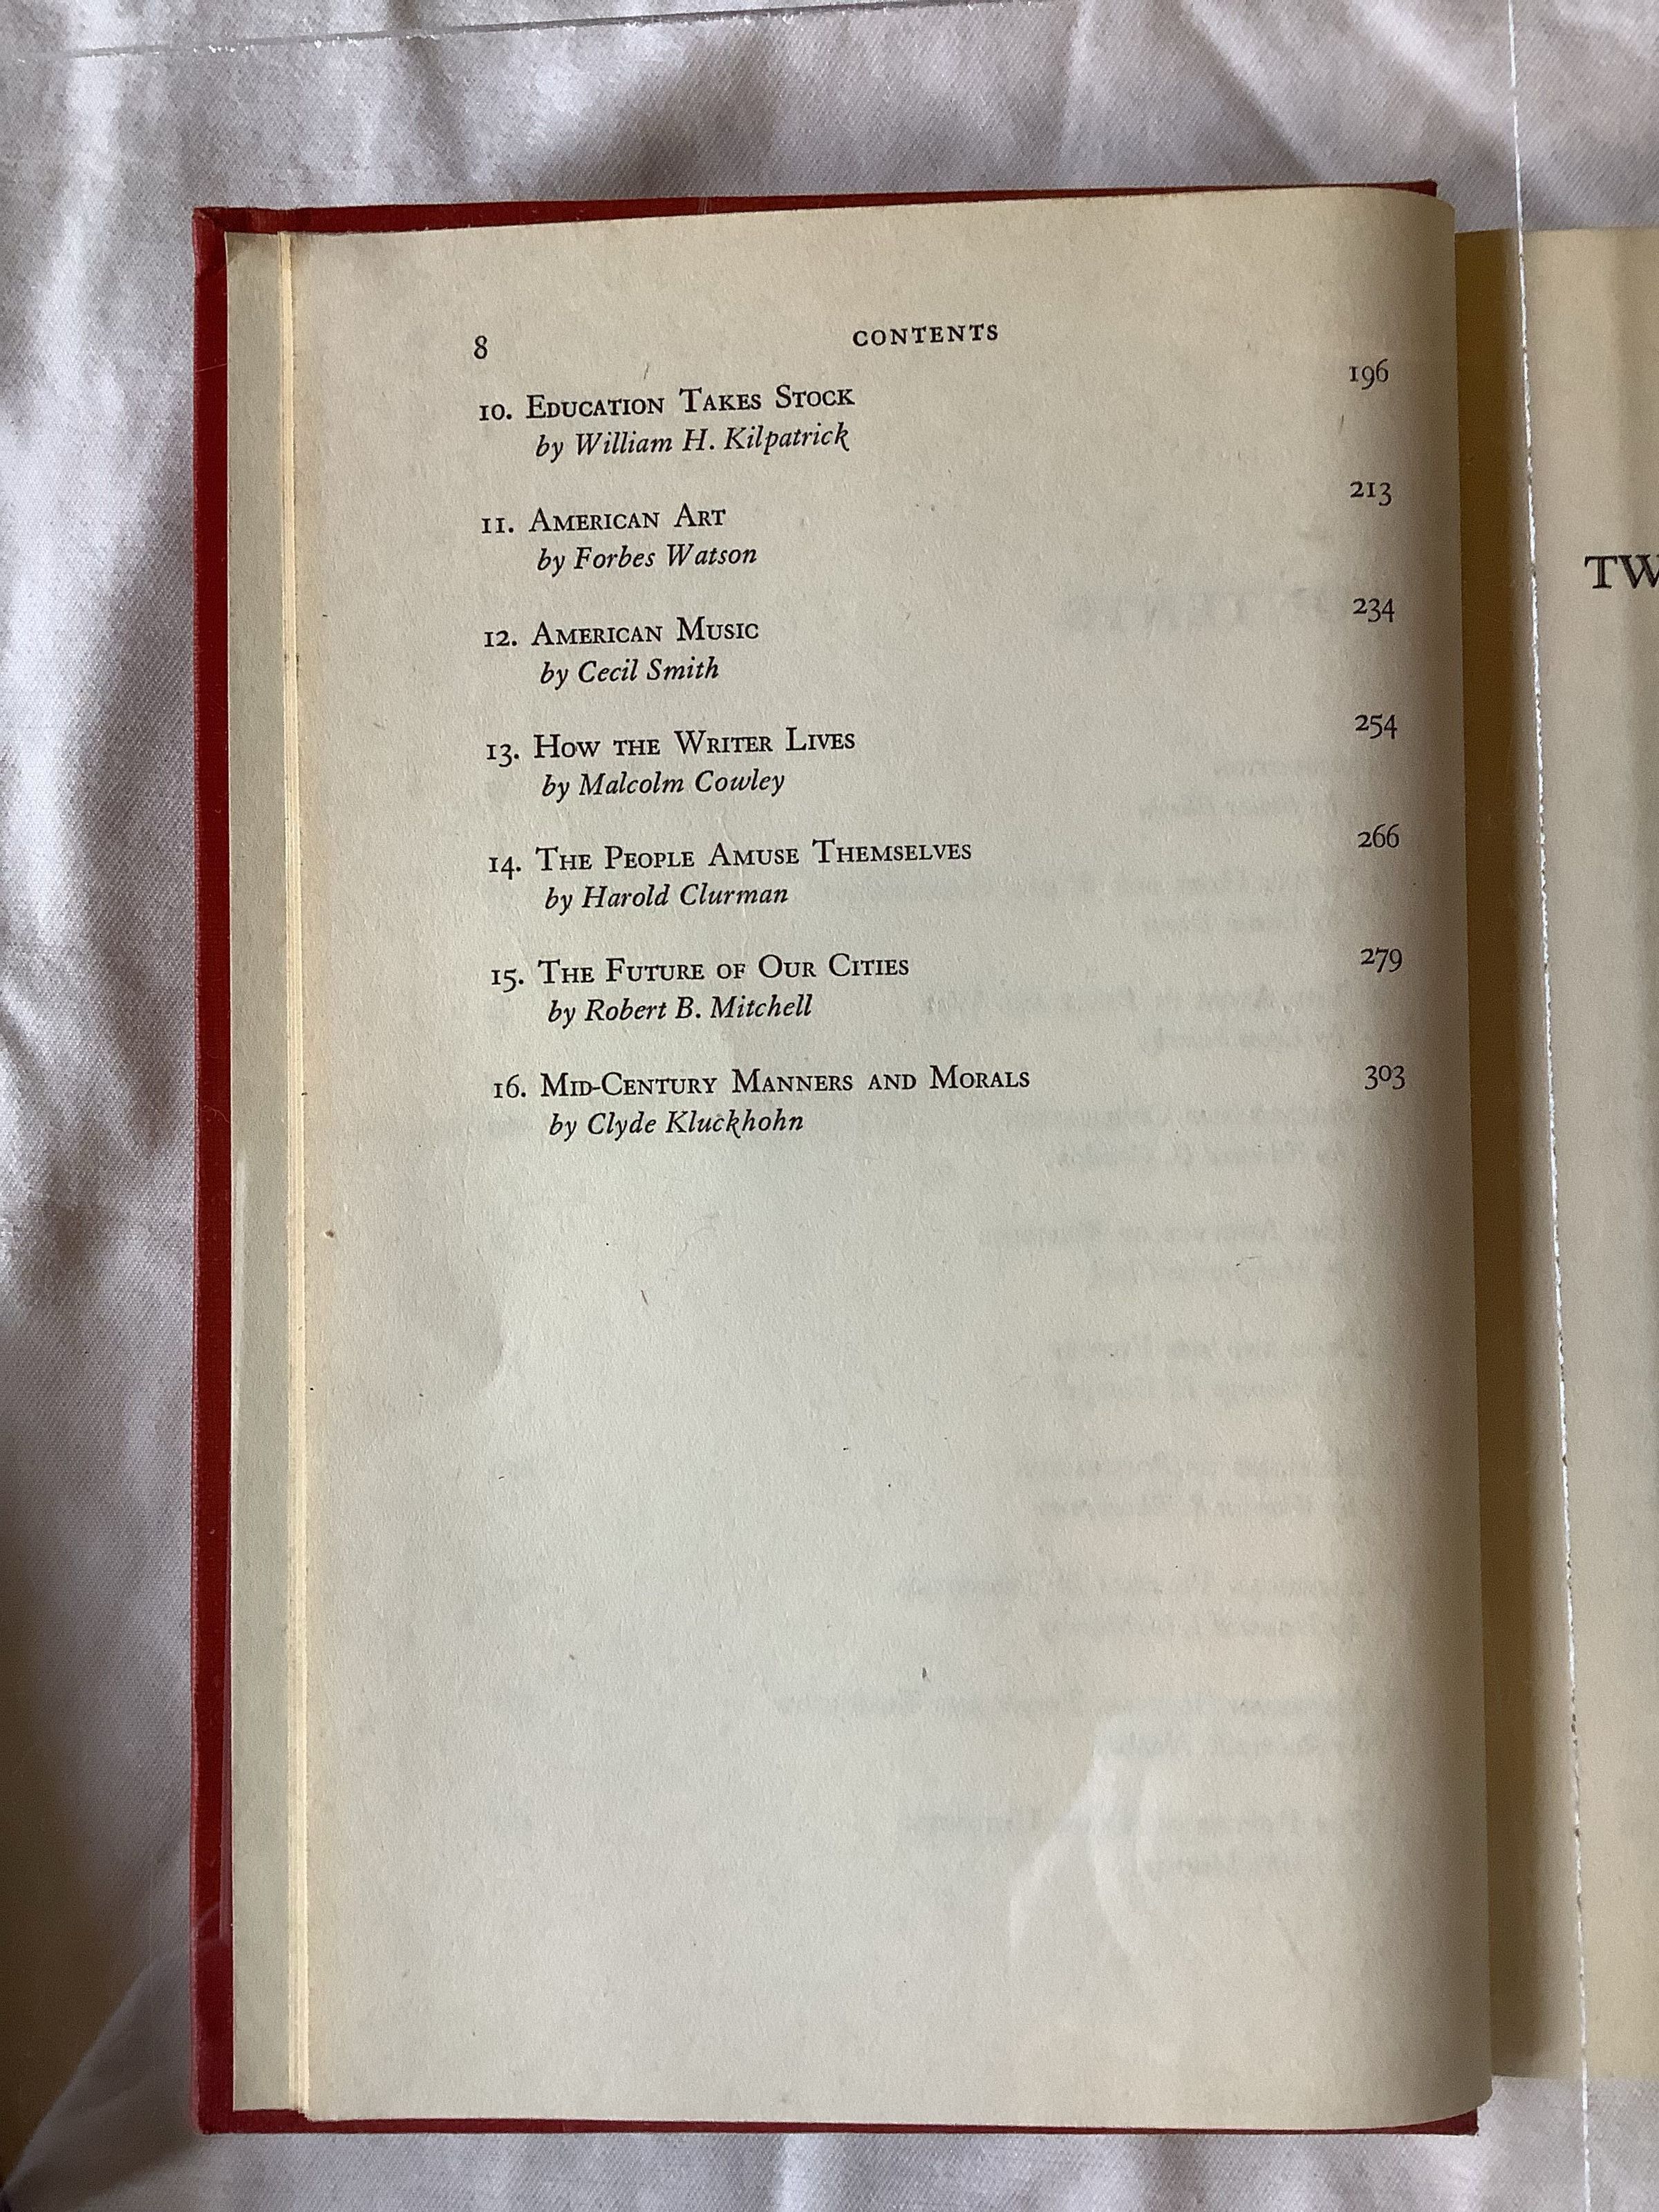 8 CONTENTS
10. EDUCATION TAKES STOCK 196
by William H. Kilpatrick
11. AMERICAN ART 213
by Forbes Watson
12. AMERICAN MUSIC 234
by Cecil Smith
13. HOW THE WRITER LIVES 254
by Malcolm Cowley
14. THE PEOPLE AMUSE THEMSELVES 266
by Harold Clurman
15. THE FUTURE OF OUR CITIES 279
by Robert B. Mitchell
16. MID-CENTURY MANNERS AND MORALS 303
by Clyde Kluckhohn
TW